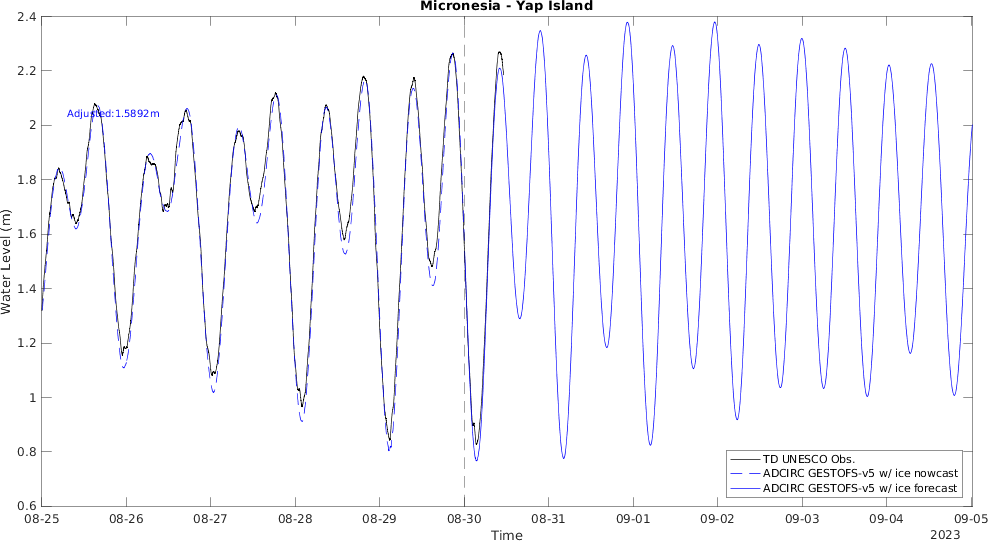 Micronesia - Yap Island
2.4
2.2
2
1.8
1.6
1.4
1.2
1
0.8
0.6
Water Level (m)
Adjusted:1.5892m
TD UNESCO Obs.
ADCIRC GESTOFS-v5 w/ ice nowcast
ADCIRC GESTOFS-v5 w/ ice forecast
08-25 08-26 08-27 08-28 08-29 08-30 08-31 09-01 09-02 09-03 09-04 09-05
Time
2023